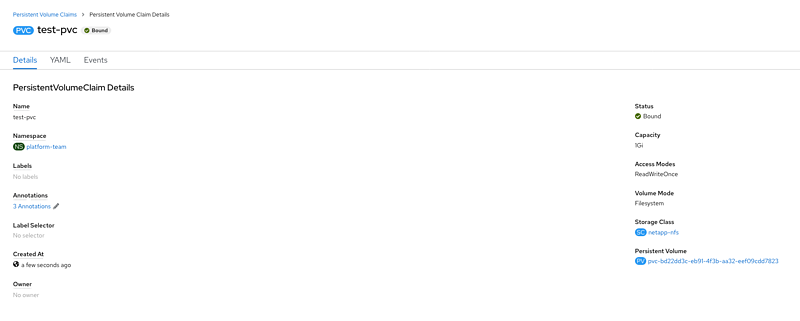 Persistent Volume Claims > Persistent Volume Claim Details
PVC test-pvc Bound
Details YAML Events
PersistentVolumeClaim Details
Name
test-pvc
Namespace
NS platform-team
Labels
No labels
Annotations
3 Annotations
Label Selector
No selector
Created At
a few seconds ago
Owner
No owner
Status
Bound
Capacity
1Gi
Access Modes
ReadWriteOnce
Volume Mode
Filesystem
Storage Class
SC netapp-nfs
Persistent Volume
PV pvc-bd22dd3c-eb91-4f3b-aa32-eef09cdd7823